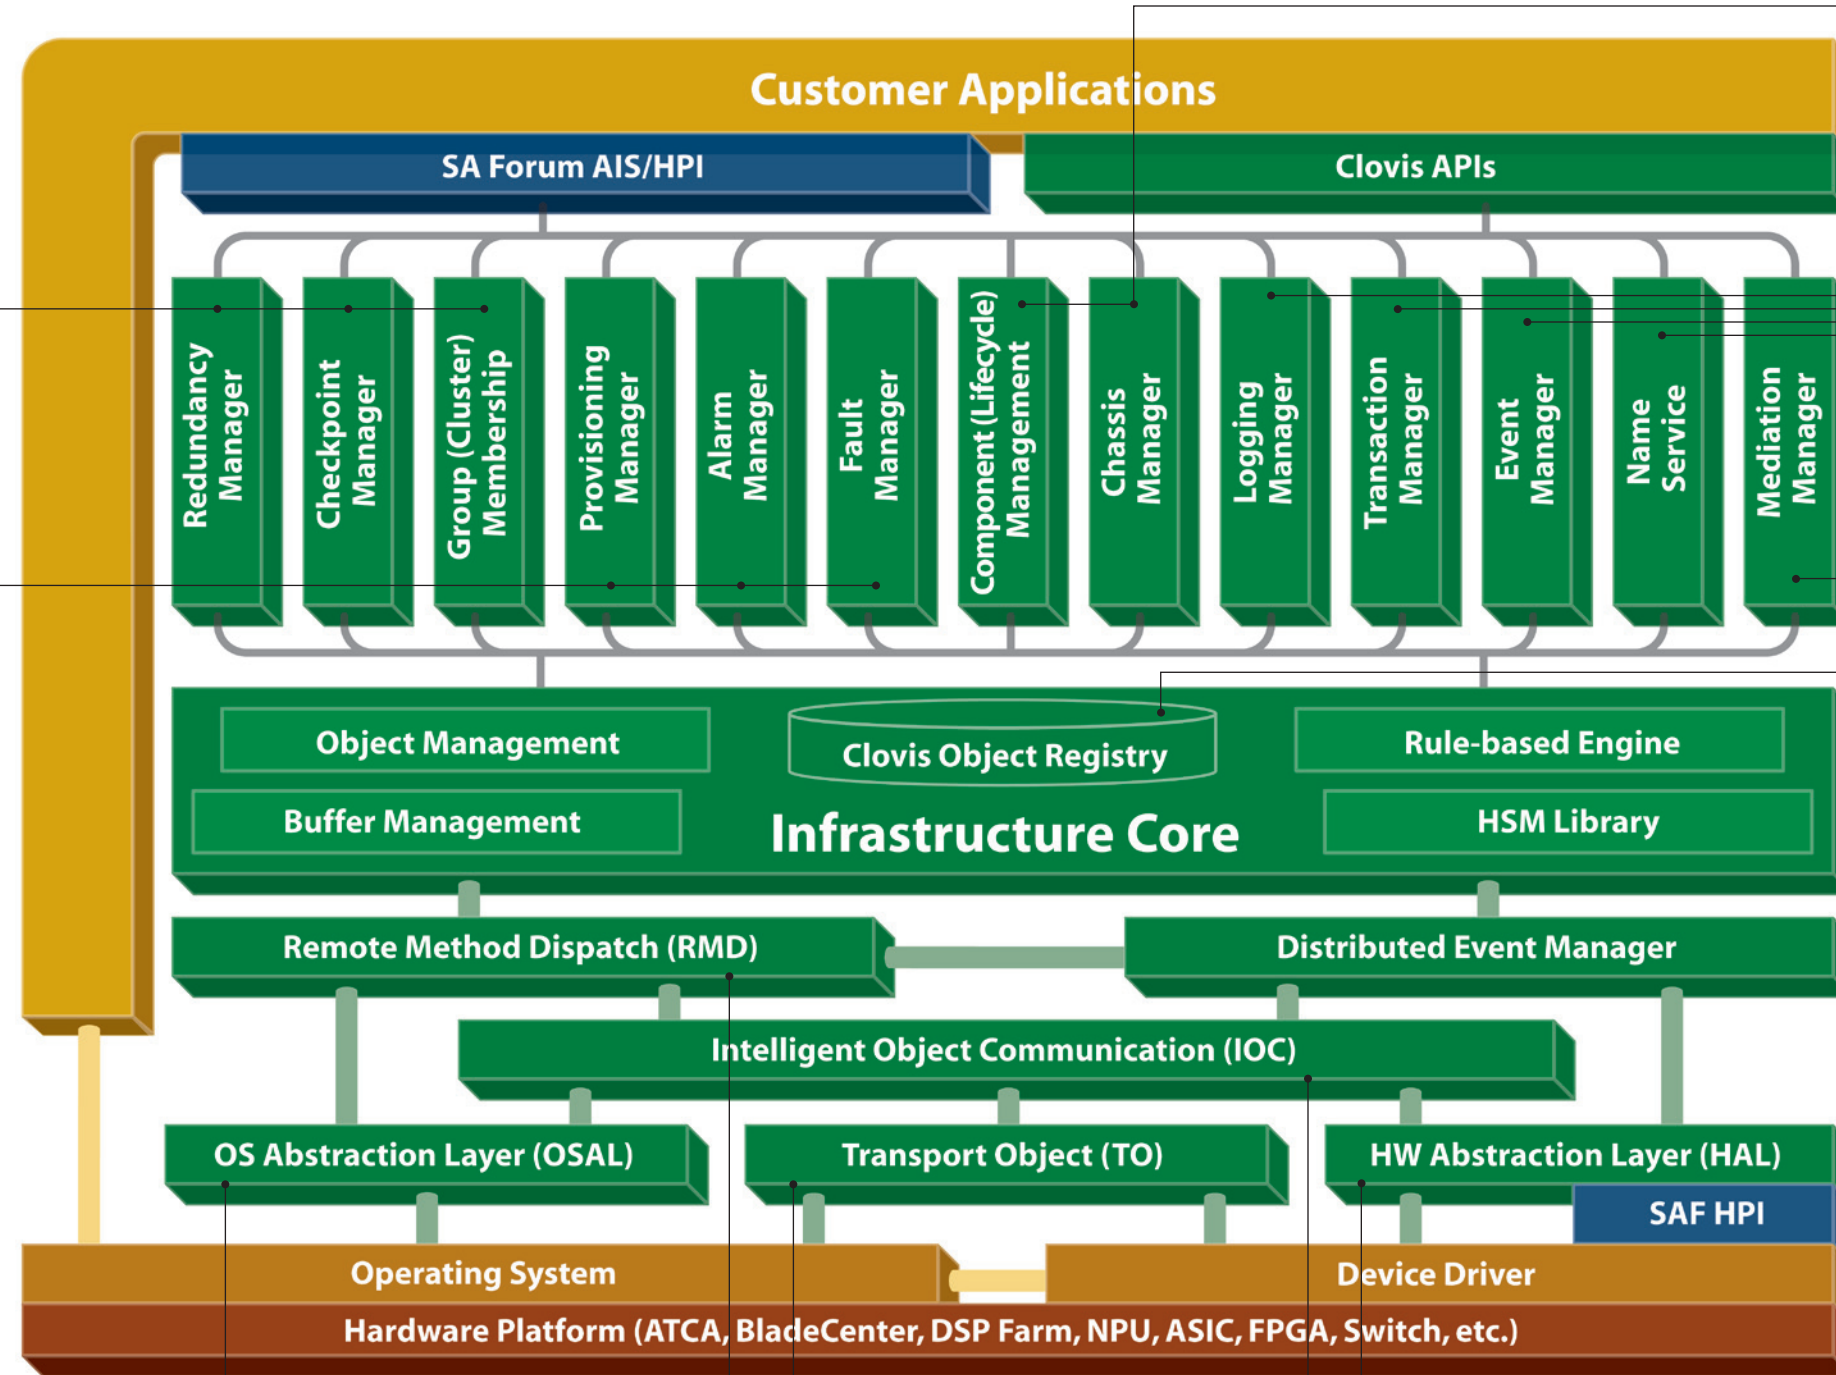 Customer Applications
SA Forum AIS/HPI
Clovis APIs
Redundancy
Manager
Checkpoint
Manager
Group (Cluster)
Membership
Provisioning
Manager
Alarm
Manager
Fault
Manager
Component (Lifecycle)
Management
Chassis
Manager
Logging
Manager
Transaction
Manager
Event
Manager
Name
Service
Mediation
Manager
Object Management
Clovis Object Registry
Rule-based Engine
Buffer Management
Infrastructure Core
HSM Library
Remote Method Dispatch (RMD)
Distributed Event Manager
Intelligent Object Communication (IOC)
OS Abstraction Layer (OSAL)
Transport Object (TO)
HW Abstraction Layer (HAL)
SAF HPI
Operating System
Device Driver
Hardware Platform (ATCA, BladeCenter, DSP Farm, NPU, ASIC, FPGA, Switch, etc.)